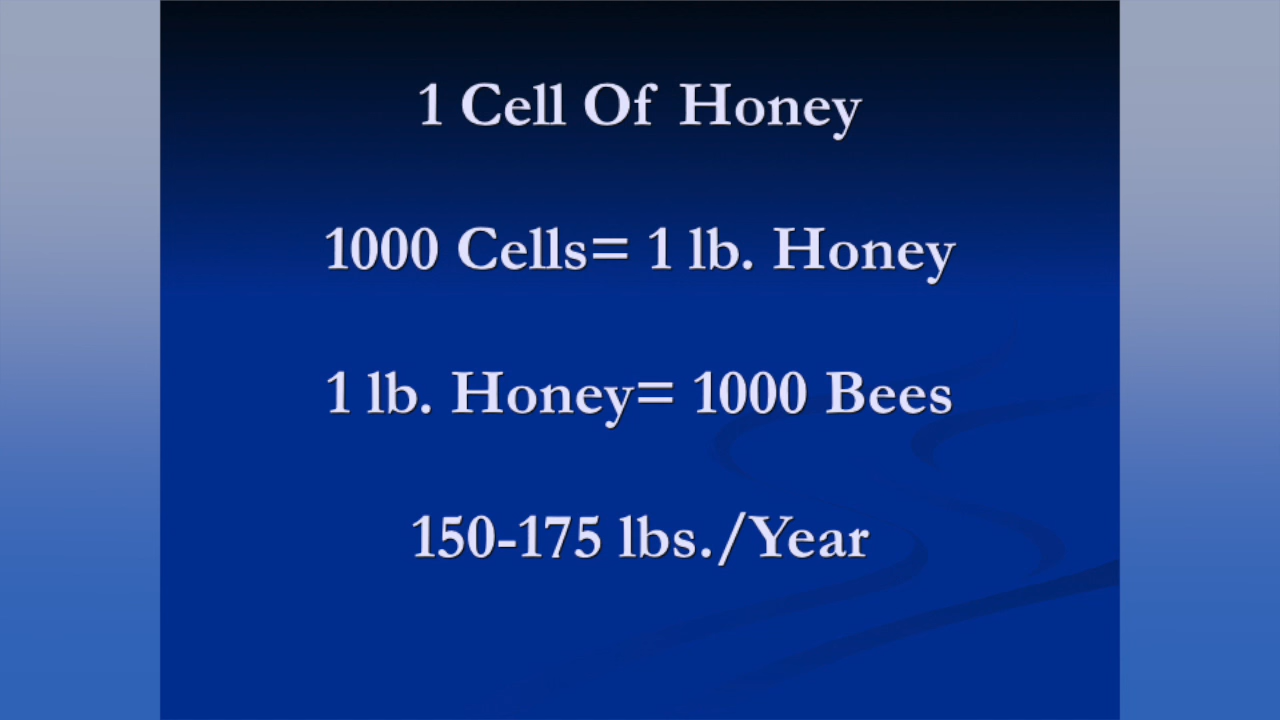 1 Cell Of Honey
1000 Cells= 1 lb. Honey
1 lb. Honey= 1000 Bees
150-175 lbs./Year